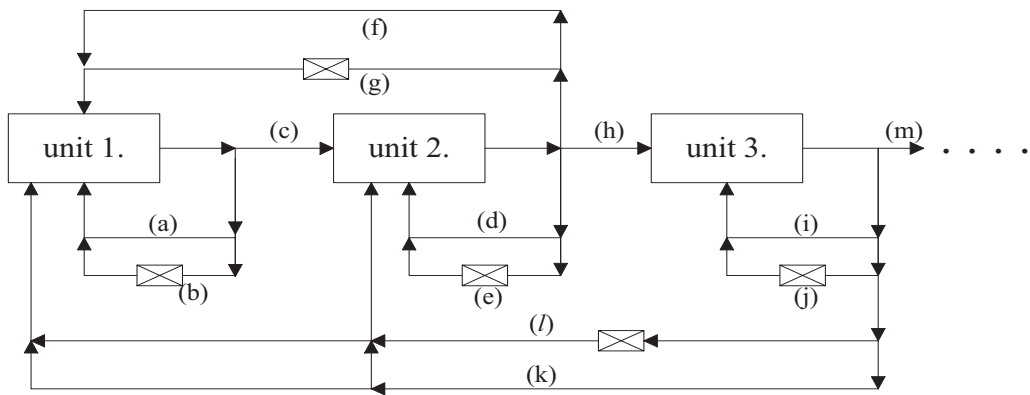 (f)
(g)
unit 1.
(c)
unit 2.
(h)
unit 3.
(m)
. . . .
(a)
(d)
(i)
(b)
(e)
(j)
(l)
(k)